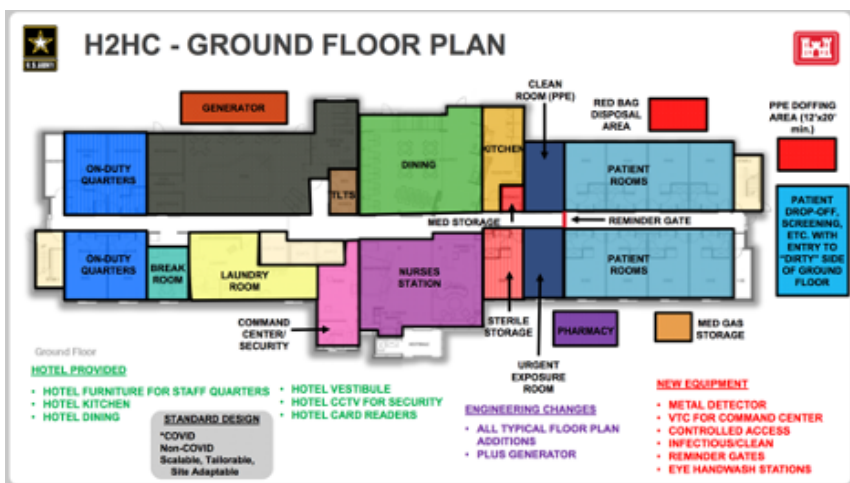 U.S. ARMY
H2HC - GROUND FLOOR PLAN
GENERATOR
CLEAN
ROOM (PPE)
RED BAG
DISPOSAL
AREA
PPE DOFFING
AREA (12'x20'
min.)
ON-DUTY
QUARTERS
TLTS
DINING
KITCHEN
PATIENT
ROOMS
MED STORAGE
REMINDER GATE
PATIENT
DROP-OFF,
SCREENING,
ETC. WITH
ENTRY TO
"DIRTY" SIDE
OF GROUND
FLOOR
ON-DUTY
QUARTERS
BREAK
ROOM
LAUNDRY
ROOM
NURSES
STATION
PATIENT
ROOMS
COMMAND
CENTER/
SECURITY
STERILE
STORAGE
PHARMACY
MED GAS
STORAGE
URGENT
EXPOSURE
ROOM
Ground Floor
HOTEL PROVIDED
• HOTEL FURNITURE FOR STAFF QUARTERS
• HOTEL KITCHEN
• HOTEL DINING
• HOTEL VESTIBULE
• HOTEL CCTV FOR SECURITY
• HOTEL CARD READERS
STANDARD DESIGN
*COVID
Non-COVID
Scalable, Tailorable,
Site Adaptable
ENGINEERING CHANGES
• ALL TYPICAL FLOOR PLAN
ADDITIONS
• PLUS GENERATOR
NEW EQUIPMENT
• METAL DETECTOR
• VTC FOR COMMAND CENTER
• CONTROLLED ACCESS
• INFECTIOUS/CLEAN
• REMINDER GATES
• EYE HANDWASH STATIONS